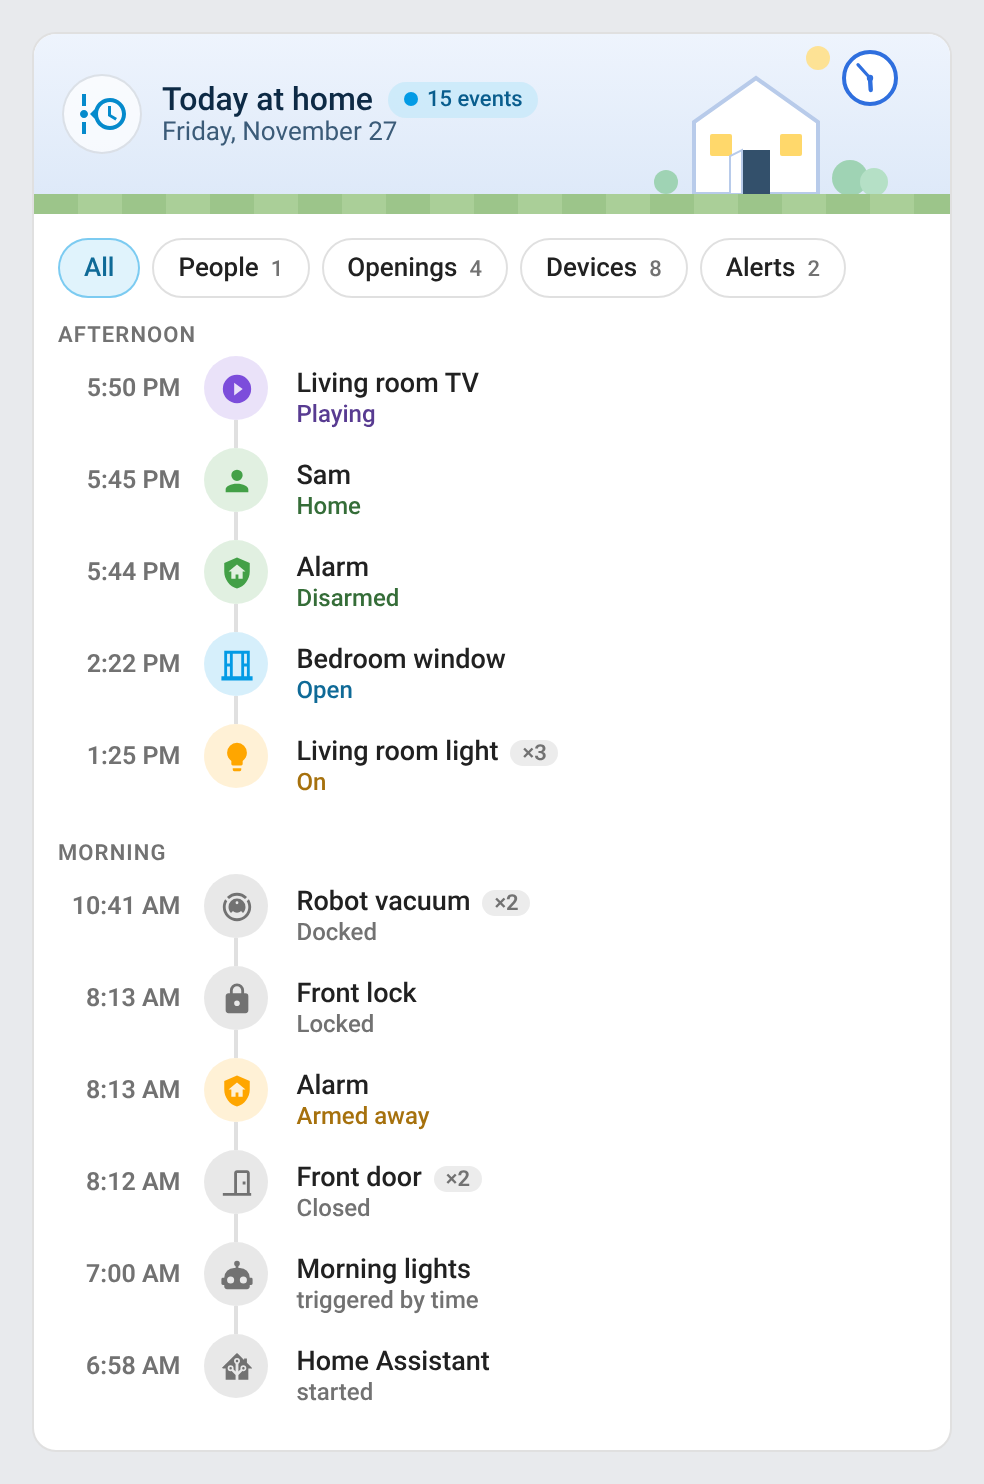 Today at home
15 events
Friday, November 27
All
People 1
Openings 4
Devices 8
Alerts 2
AFTERNOON
5:50 PM
Living room TV
Playing
5:45 PM
Sam
Home
5:44 PM
Alarm
Disarmed
2:22 PM
Bedroom window
Open
1:25 PM
Living room light ×3
On
MORNING
10:41 AM
Robot vacuum ×2
Docked
8:13 AM
Front lock
Locked
8:13 AM
Alarm
Armed away
8:12 AM
Front door ×2
Closed
7:00 AM
Morning lights
triggered by time
6:58 AM
Home Assistant
started